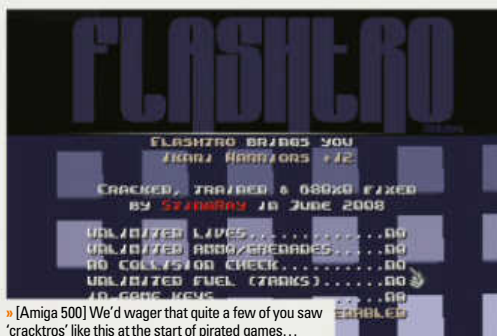 FLASHTRO
FLASHTRO BRINGS YOU
IKARI WARRIORS +12
CRACKED, TRAINED & 680X0 FIXED
BY STINGRAY IN JUNE 2008
UNLIMITED LIVES............NO
UNLIMITED AMMO/GRENADES.....NO
NO COLLISION CHECK.........NO
UNLIMITED FUEL (TANKS)......NO
IN GAME KEYS
ENABLED
» [Amiga 500] We’d wager that quite a few of you saw
‘cracktros’ like this at the start of pirated games…